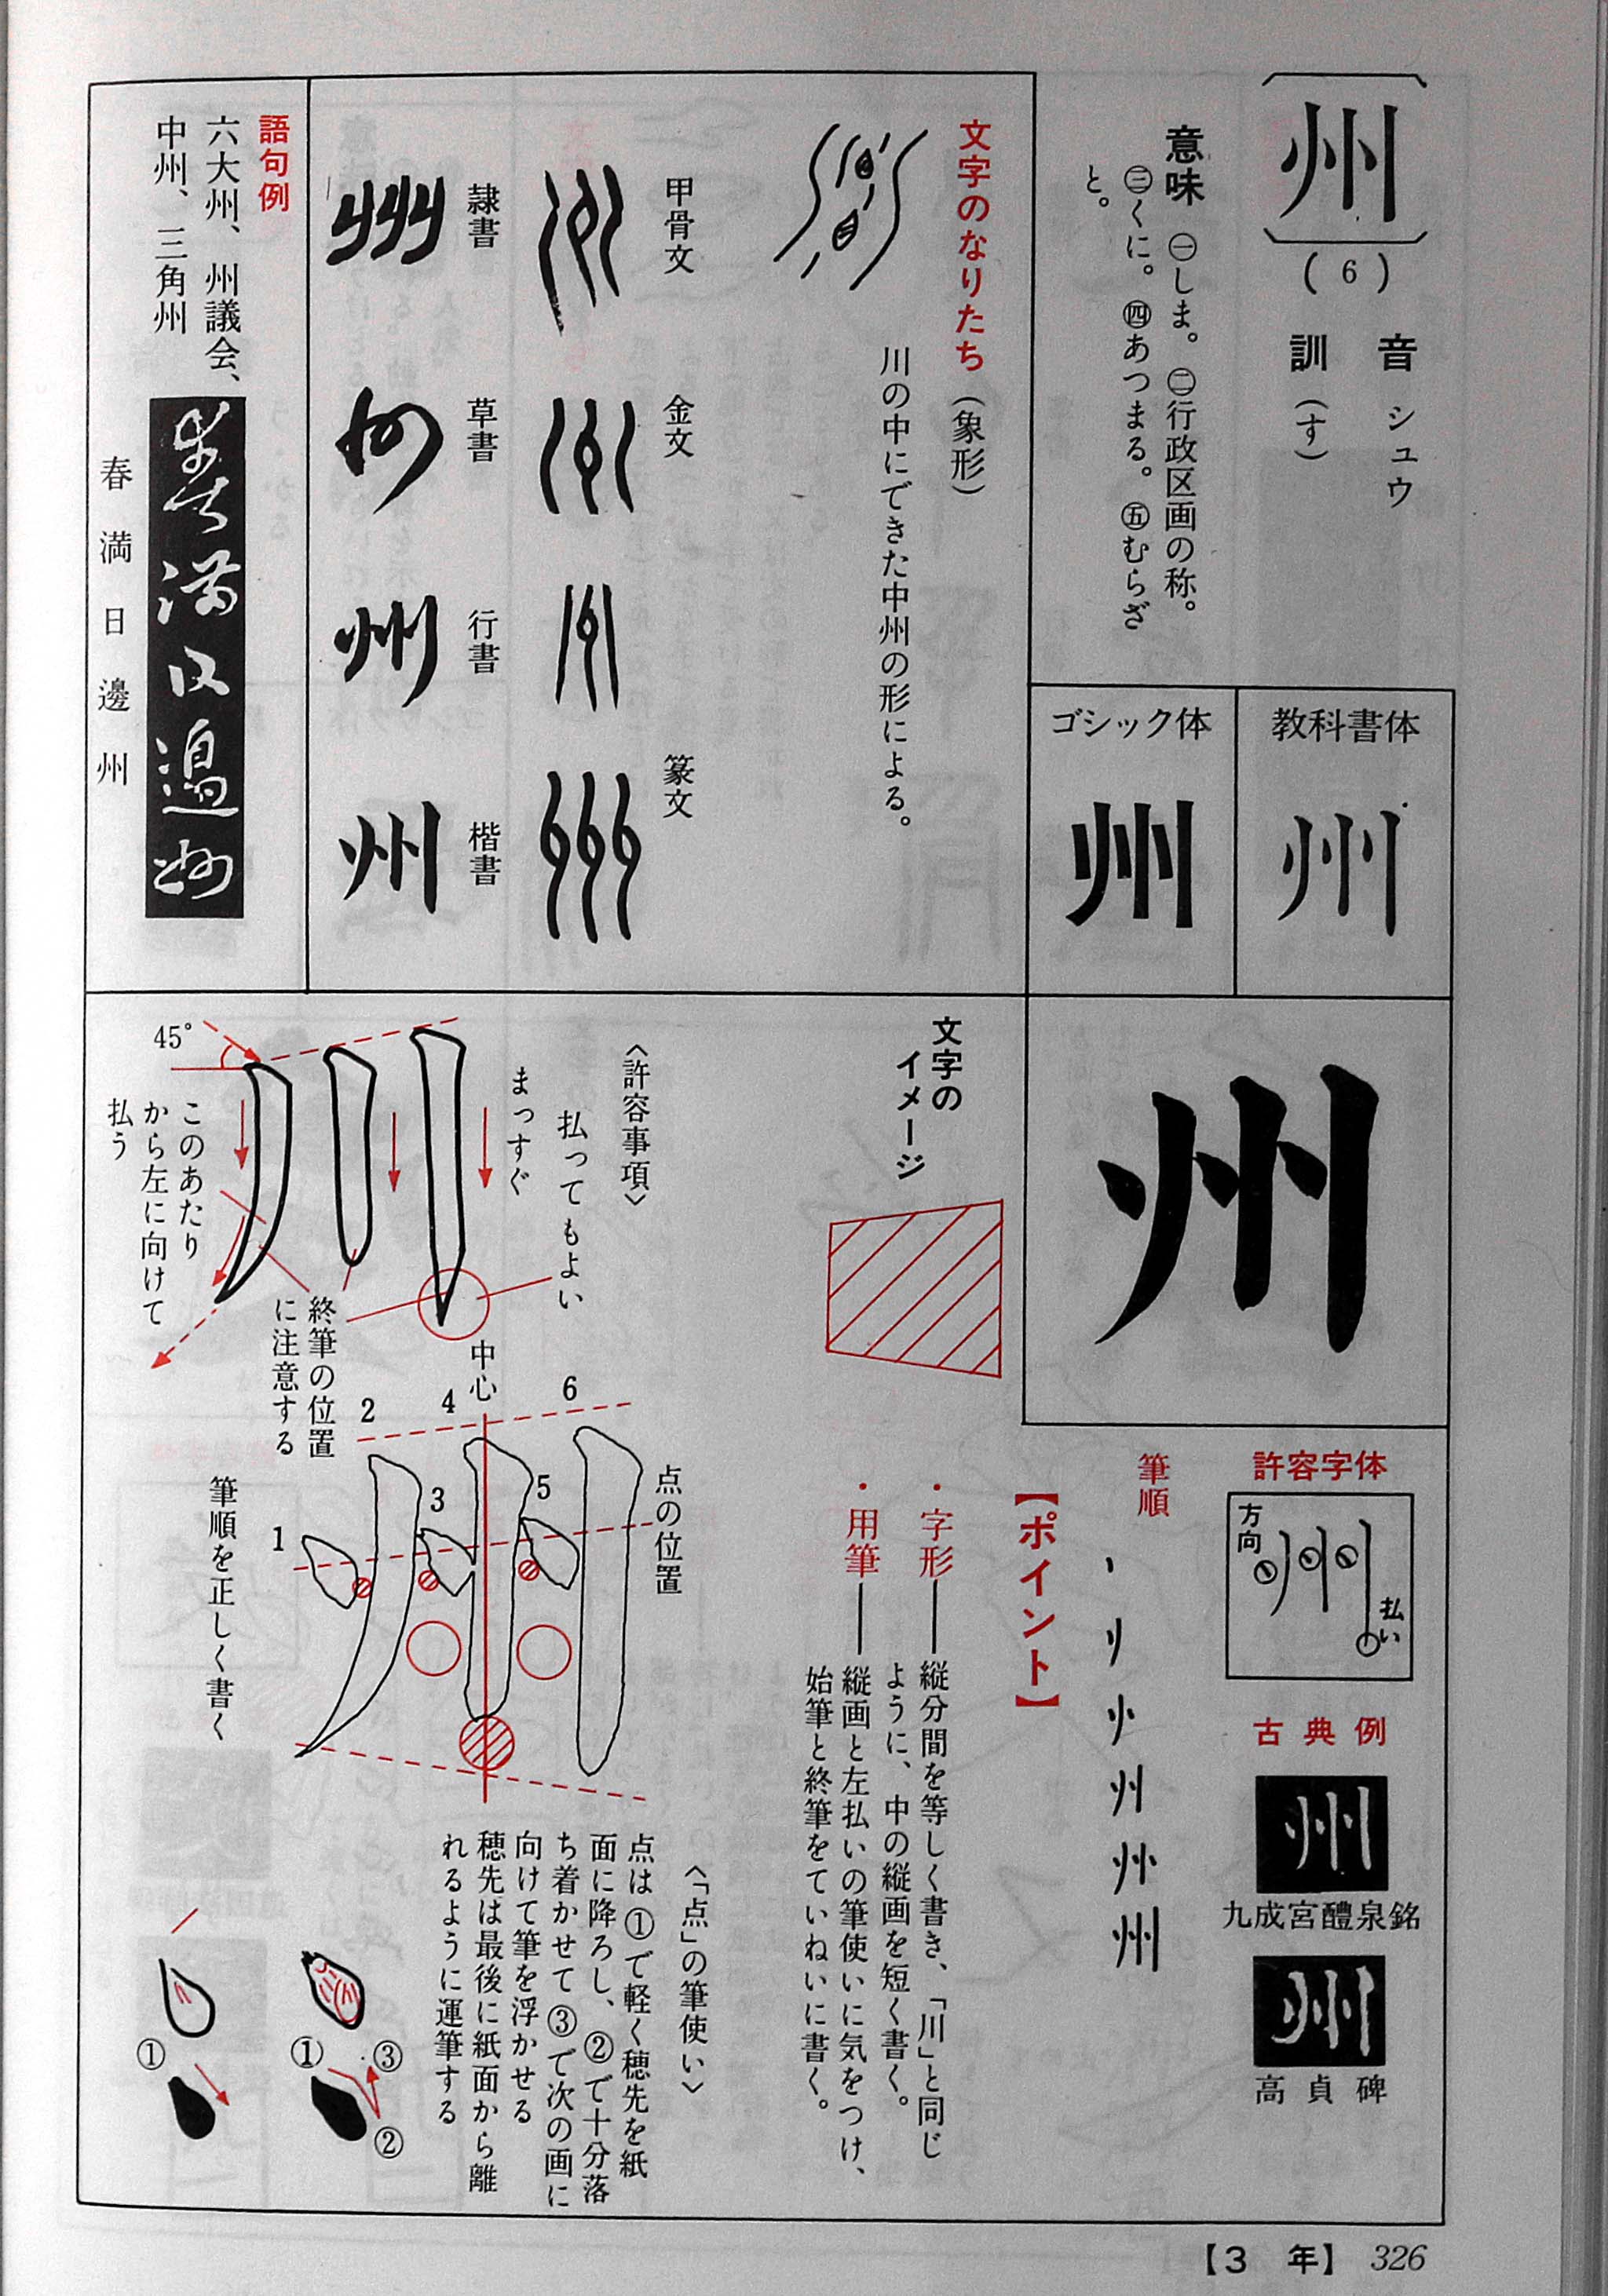 州
(6)
音 シュウ
訓 (す)
意味 ㊀しま。㊁行政区画の称。
㊂くに。㊃あつまる。㊄むらざ
と。
教科書体
州
ゴシック体
州
文字のなりたち(象形)
川の中にできた中州の形による。
甲骨文
金文
篆文
隷書
州
草書
州
行書
州
楷書
州
語句例
六大州、州議会、
中州、三角州
春満日邊州
春満日邊州
州
許容字体
方向
州
払い
古典例
州
九成宮醴泉銘
州
高貞碑
筆順
州
【ポイント】
・字形―縦分間を等しく書き、「川」と同じ
ように、中の縦画を短く書く。
・用筆―縦画と左払いの筆使いに気をつけ、
始筆と終筆をていねいに書く。
文字の
イメージ
〈許容事項〉
払ってもよい
まっすぐ
45°
このあたり
から左に向けて
払う
終筆の位置
に注意する
中心
点の位置
1
2
3
4
5
6
筆順を正しく書く
〈「点」の筆使い〉
点は①で軽く穂先を紙
面に降ろし、②で十分落
ち着かせて③で次の画に
向けて筆を浮かせる
穂先は最後に紙面から離
れるように運筆する
①
③
②
①
【3 年】 326